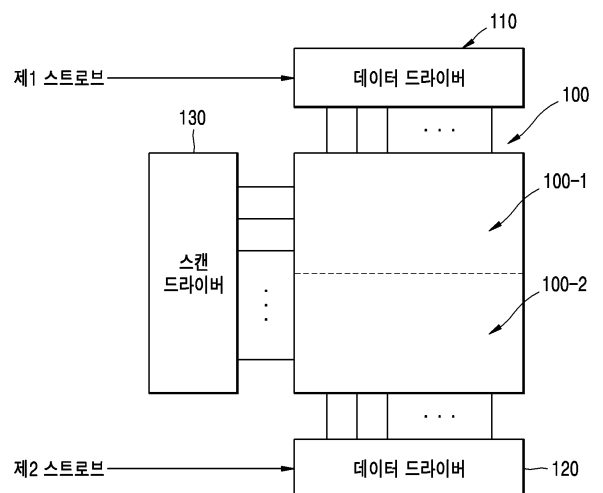 110
제1 스트로브
데이터 드라이버
100
130
...
100-1
스캔
드라이버
100-2
...
제2 스트로브
데이터 드라이버
120